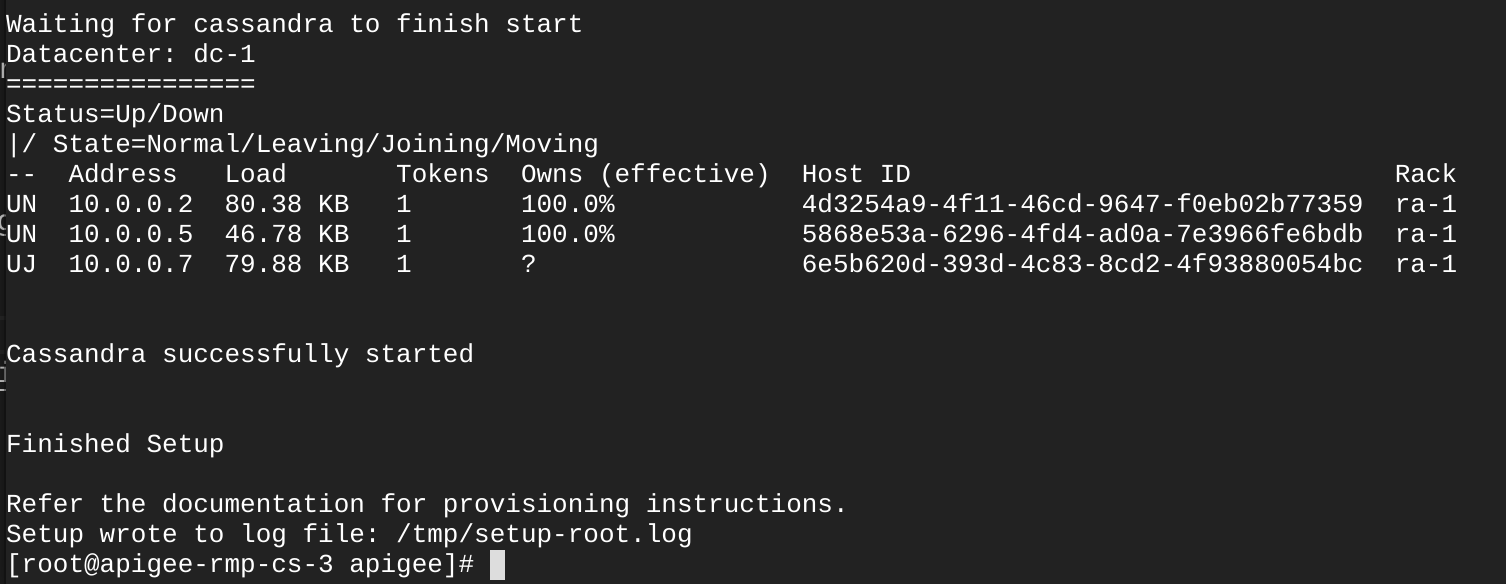 Waiting for cassandra to finish start
Datacenter: dc-1
================
Status=Up/Down
|/ State=Normal/Leaving/Joining/Moving
--  Address   Load       Tokens  Owns (effective)  Host ID                               Rack
UN  10.0.0.2  80.38 KB   1       100.0%            4d3254a9-4f11-46cd-9647-f0eb02b77359  ra-1
UN  10.0.0.5  46.78 KB   1       100.0%            5868e53a-6296-4fd4-ad0a-7e3966fe6bdb  ra-1
UJ  10.0.0.7  79.88 KB   1       ?                 6e5b620d-393d-4c83-8cd2-4f93880054bc  ra-1
Cassandra successfully started
Finished Setup
Refer the documentation for provisioning instructions.
Setup wrote to log file: /tmp/setup-root.log
[root@apigee-rmp-cs-3 apigee]#